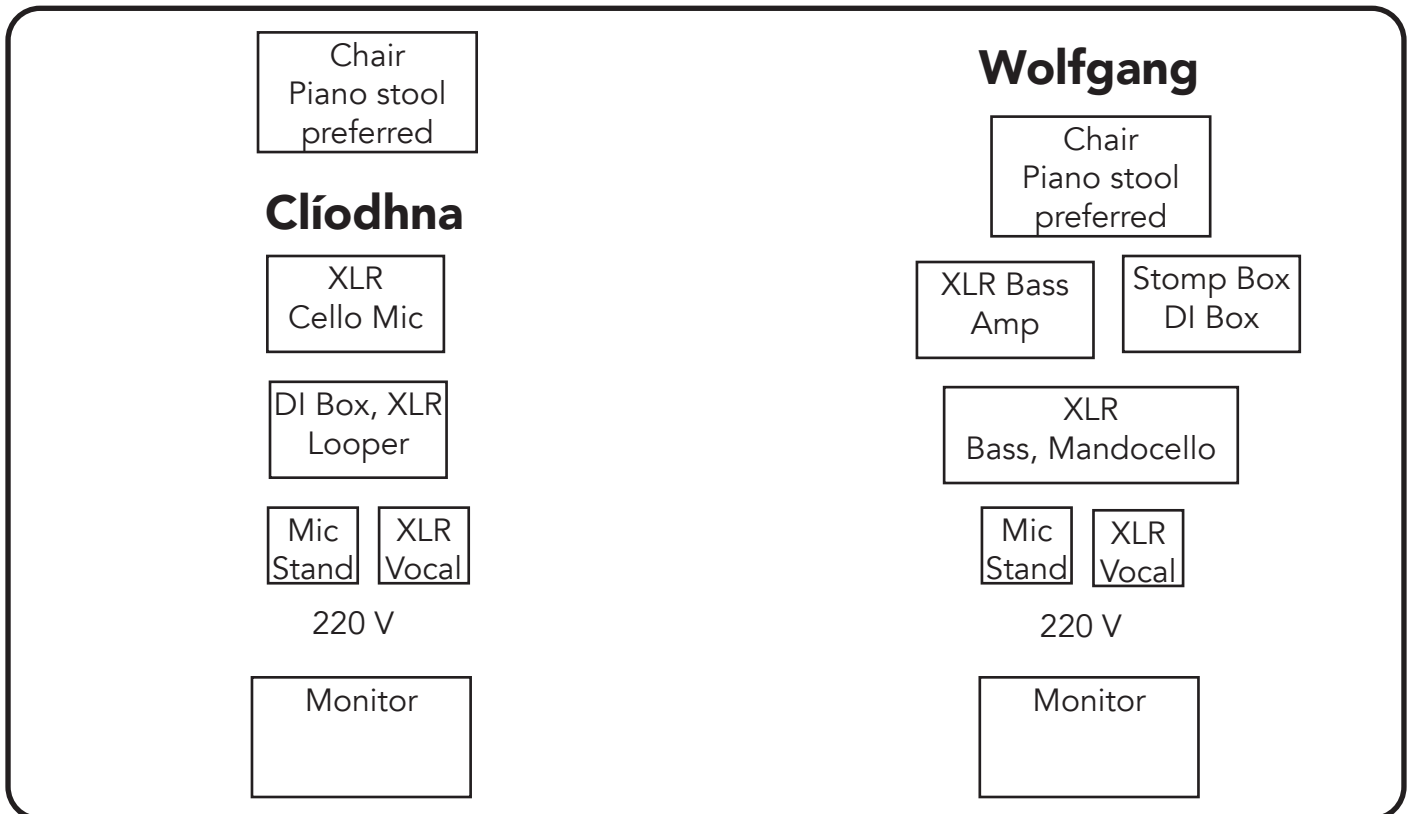 Chair
Piano stool
preferred
Clíodhna
XLR
Cello Mic
DI Box, XLR
Looper
Mic
Stand
XLR
Vocal
220 V
Monitor
Wolfgang
Chair
Piano stool
preferred
XLR Bass
Amp
Stomp Box
DI Box
XLR
Bass, Mandocello
Mic
Stand
XLR
Vocal
220 V
Monitor